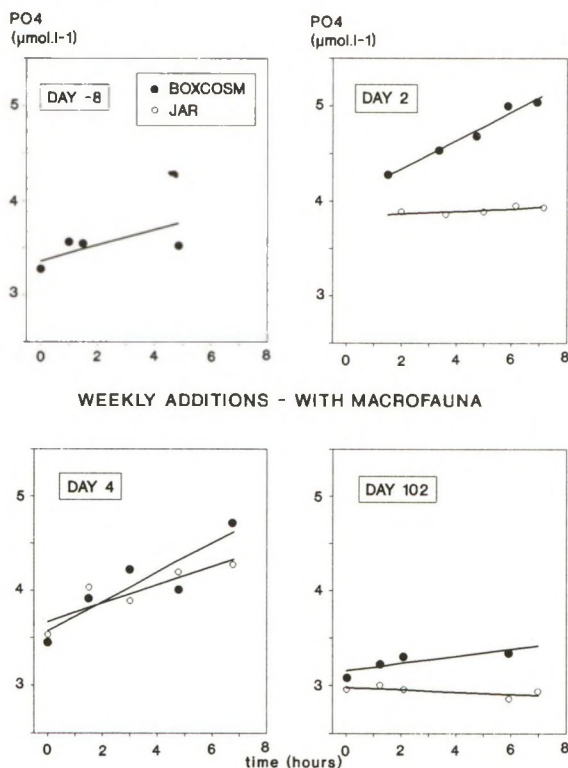 PO4
(µmol.l-1)
PO4
(µmol.l-1)
DAY -8
● BOXCOSM
○ JAR
5
4
3
0 2 4 6 8
DAY 2
5
4
3
0 2 4 6 8
WEEKLY ADDITIONS - WITH MACROFAUNA
DAY 4
5
4
3
0 2 4 6 8
DAY 102
5
4
3
0 2 4 6 8
time (hours)